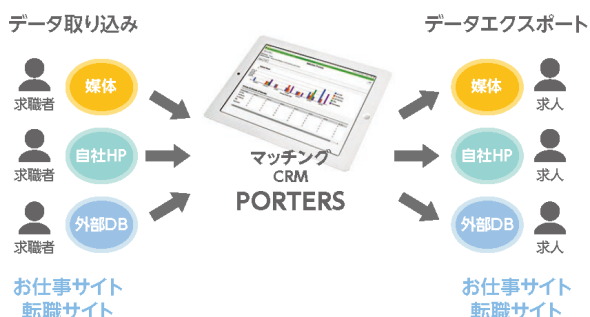 データ取り込み
データエクスポート
求職者
媒体
求職者
自社HP
求職者
外部DB
お仕事サイト
転職サイト
マッチング
CRM
PORTERS
媒体
求人
自社HP
求人
外部DB
求人
お仕事サイト
転職サイト